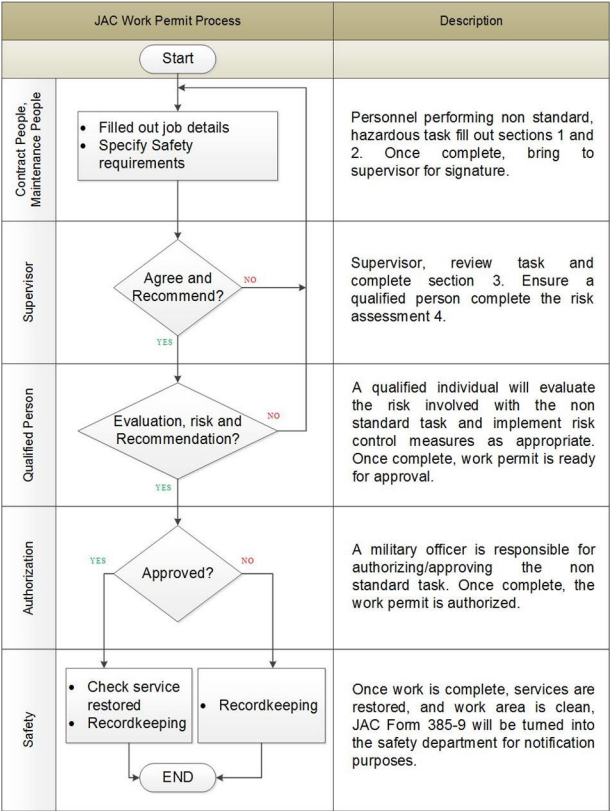 JAC Work Permit Process
Description
Start
Contract People,
Maintenance People
• Filled out job details
• Specify Safety
requirements
Personnel performing non standard,
hazardous task fill out sections 1 and
2. Once complete, bring to
supervisor for signature.
Supervisor
Agree and
Recommend?
NO
YES
Supervisor, review task and
complete section 3. Ensure a
qualified person complete the risk
assessment 4.
Qualified Person
Evaluation, risk and
Recommendation?
NO
YES
A qualified individual will evaluate
the risk involved with the non
standard task and implement risk
control measures as appropriate.
Once complete, work permit is ready
for approval.
Authorization
YES
Approved?
NO
A military officer is responsible for
authorizing/approving the non
standard task. Once complete, the
work permit is authorized.
Safety
• Check service
restored
• Recordkeeping
• Recordkeeping
END
Once work is complete, services are
restored, and work area is clean,
JAC Form 385-9 will be turned into
the safety department for notification
purposes.